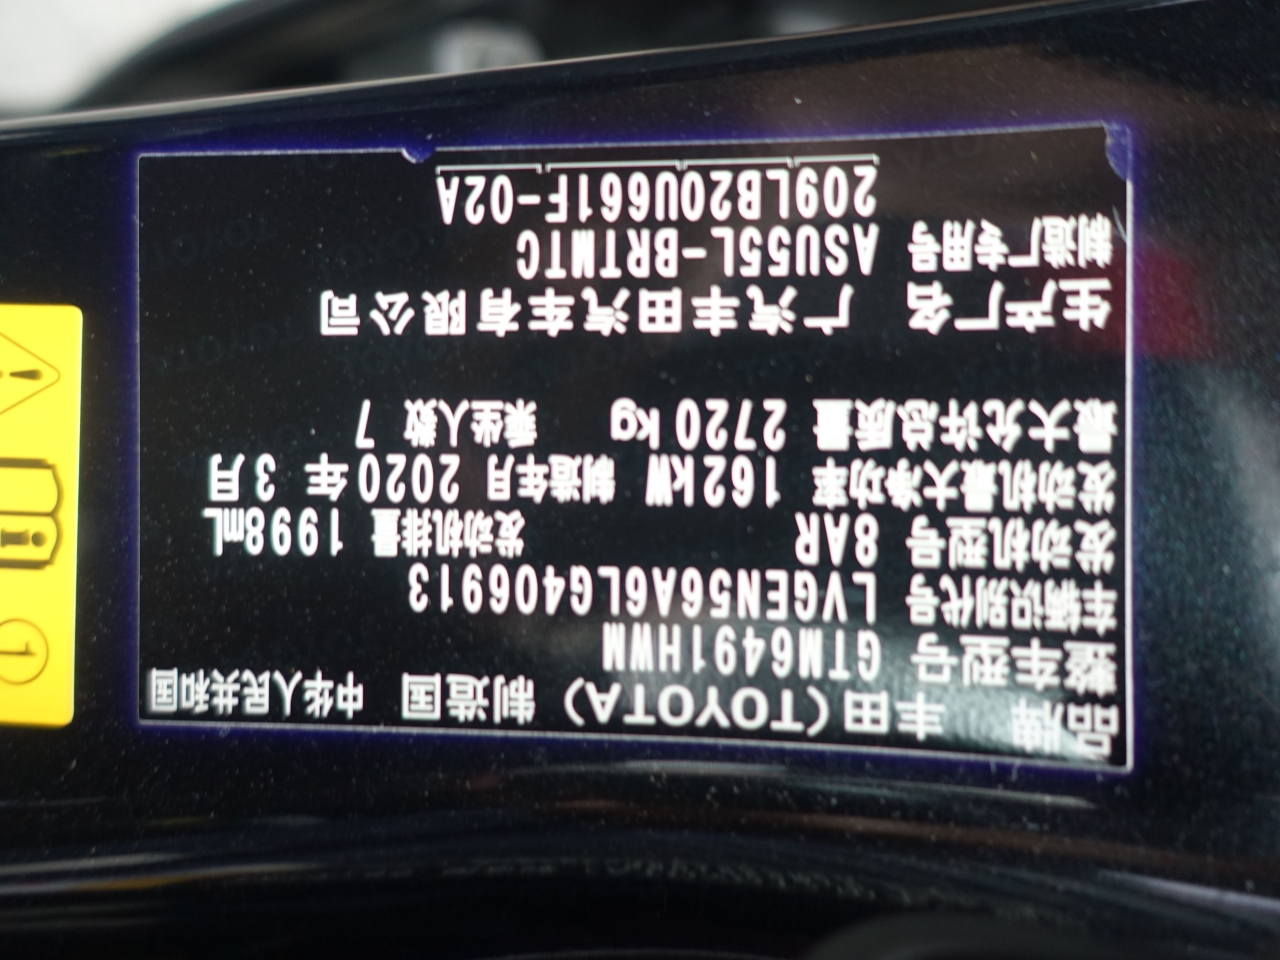 品牌 丰田(TOYOTA) 制造国 中华人民共和国
整车型号 GTM6491HWM
车辆识别代号 LVGEN56A6LG406913
发动机型号 8AR 发动机排量 1998mL
发动机最大净功率 162kW 制造年月 2020年 3月
最大允许总质量 2720kg 乘坐人数 7
生产厂名 广汽丰田汽车有限公司
制造厂专用号 ASU55L-BRTMTC
209LB20U661F-02A
1